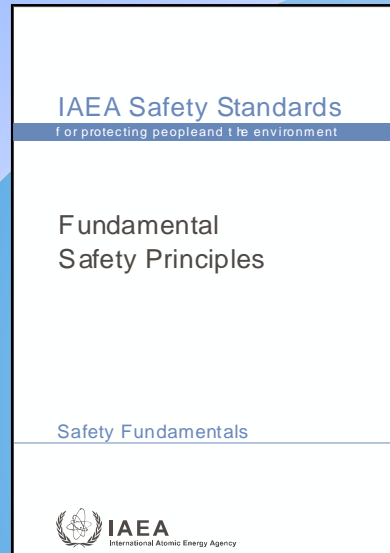 IAEA Safety Standards
for protecting people and the environment
Fundamental
Safety Principles
Safety Fundamentals
IAEA
International Atomic Energy Agency